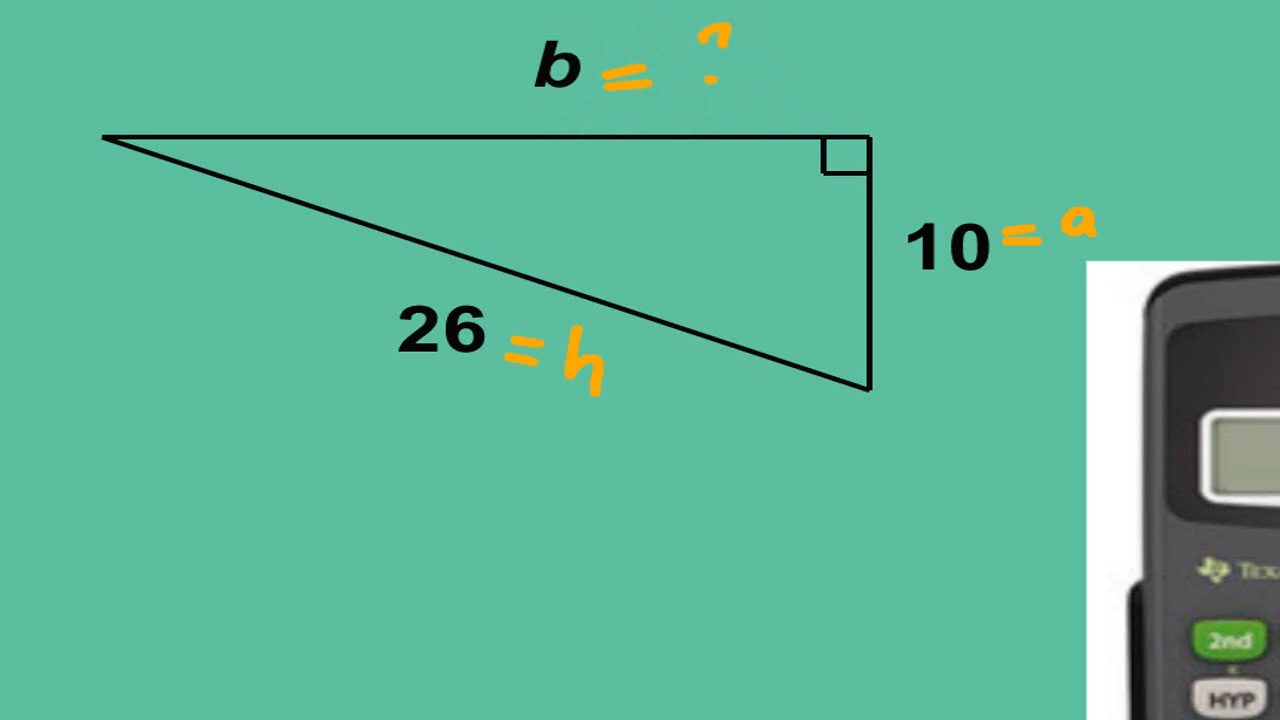 b = ?
10 = a
26 = h
2nd
HYP